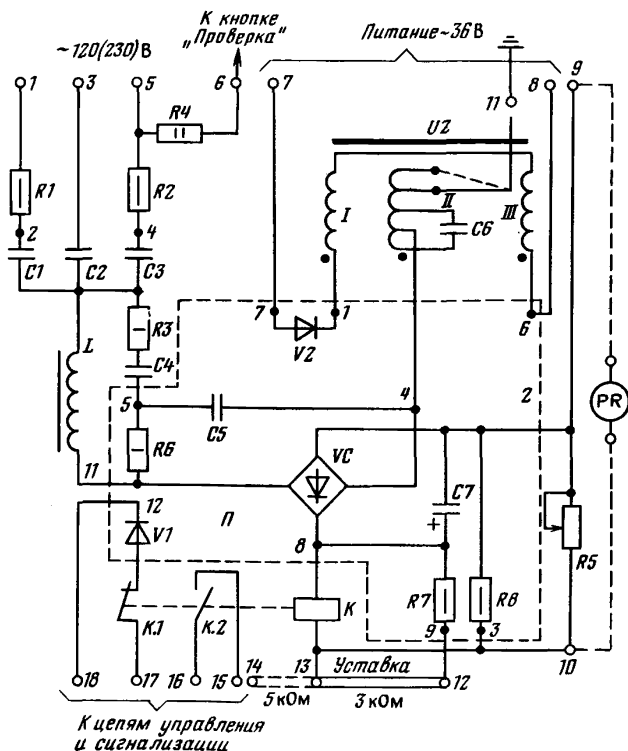 К кнопке
„Проверка"
~120(230) В
Питание ~36 В
1 3 5 6 7 8 9
11
R4
UZ
R1
R2
I II III
C6
2 4
C1 C2 C3
7 1 6
R3
V2
L
C4
4 2
PR
5
C5
R6
VC
11
C7
12
П
+
V1
8
R5
K
R7 R8
K.1 K.2
9 3
18 17 16 15 14 13 Уставка 12 10
5 кОм 3 кОм
К цепям управления
и сигнализации